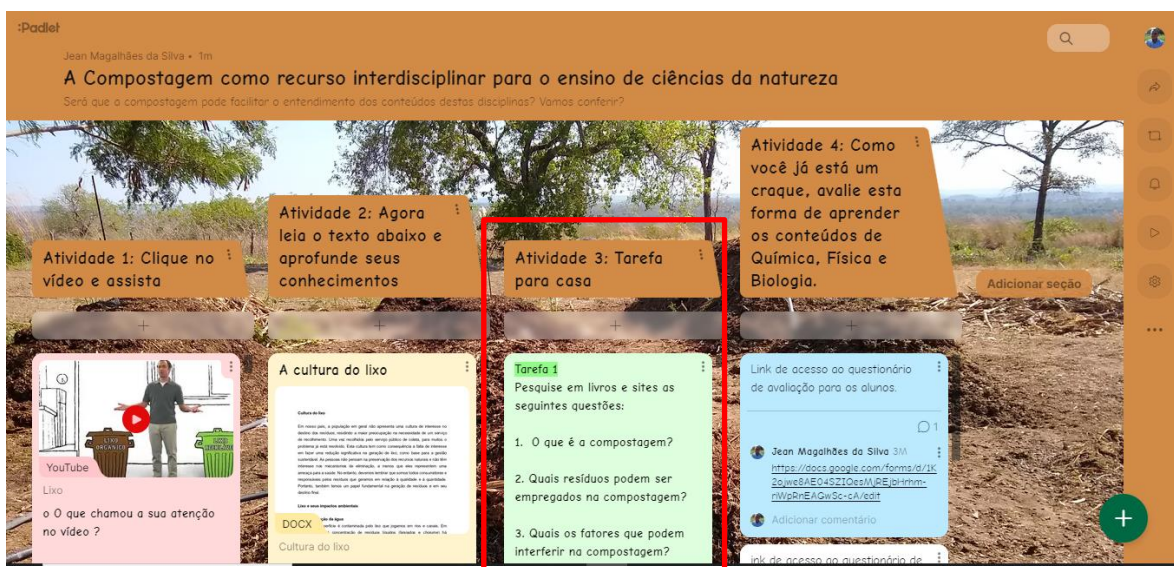 :Padlet
Jean Magalhães da Silva • 1m
A Compostagem como recurso interdisciplinar para o ensino de ciências da natureza
Será que a compostagem pode facilitar o entendimento dos conteúdos destas disciplinas? Vamos conferir?
Atividade 1: Clique no
vídeo e assista
LIXO
ORGÂNICO
LIXO
YouTube
Lixo
o O que chamou a sua atenção
no vídeo ?
Atividade 2: Agora
leia o texto abaixo e
aprofunde seus
conhecimentos
A cultura do lixo
Cultura do lixo
Lixo e seus impactos ambientais
DOCX
Cultura do lixo
Atividade 3: Tarefa
para casa
Tarefa 1
Pesquise em livros e sites as
seguintes questões:
1. O que é a compostagem?
2. Quais resíduos podem ser
empregados na compostagem?
3. Quais os fatores que podem
interferir na compostagem?
Atividade 4: Como
você já está um
craque, avalie esta
forma de aprender
os conteúdos de
Química, Física e
Biologia.
Link de acesso ao questionário
de avaliação para os alunos.
1
Jean Magalhães da Silva 3M
https://docs.google.com/forms/d/1K
Adicionar comentário
ink de acesso ao questionário de
Adicionar seção